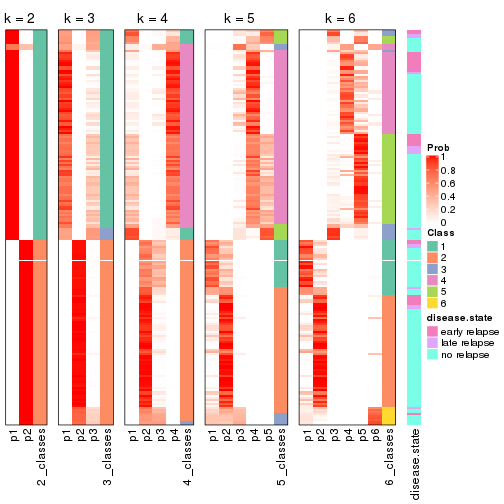 k = 2 k = 3 k = 4 k = 5 k = 6
Prob
1
0.8
0.6
0.4
0.2
0
Class
1
2
3
4
5
6
disease.state
early relapse
late relapse
no relapse
p1 p2 2_classes p1 p2 p3 3_classes p1 p2 p3 p4 4_classes p1 p2 p3 p4 p5 5_classes p1 p2 p3 p4 p5 p6 6_classes disease.state